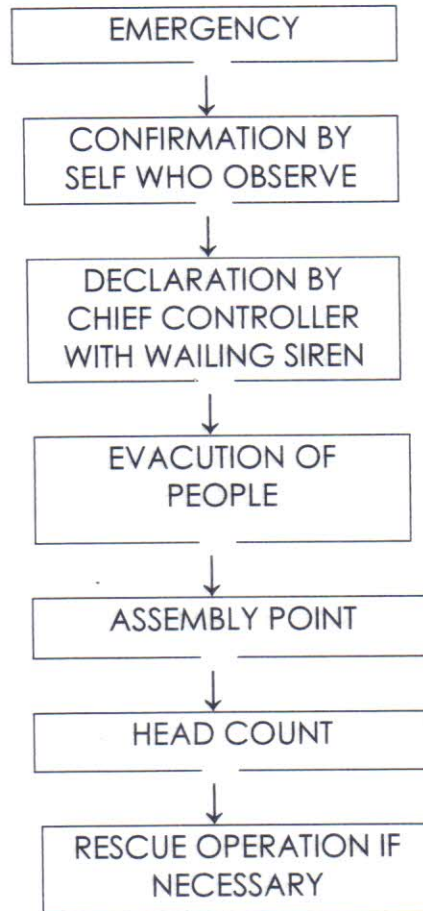 EMERGENCY
CONFIRMATION BY
SELF WHO OBSERVE
DECLARATION BY
CHIEF CONTROLLER
WITH WAILING SIREN
EVACUTION OF
PEOPLE
ASSEMBLY POINT
HEAD COUNT
RESCUE OPERATION IF
NECESSARY